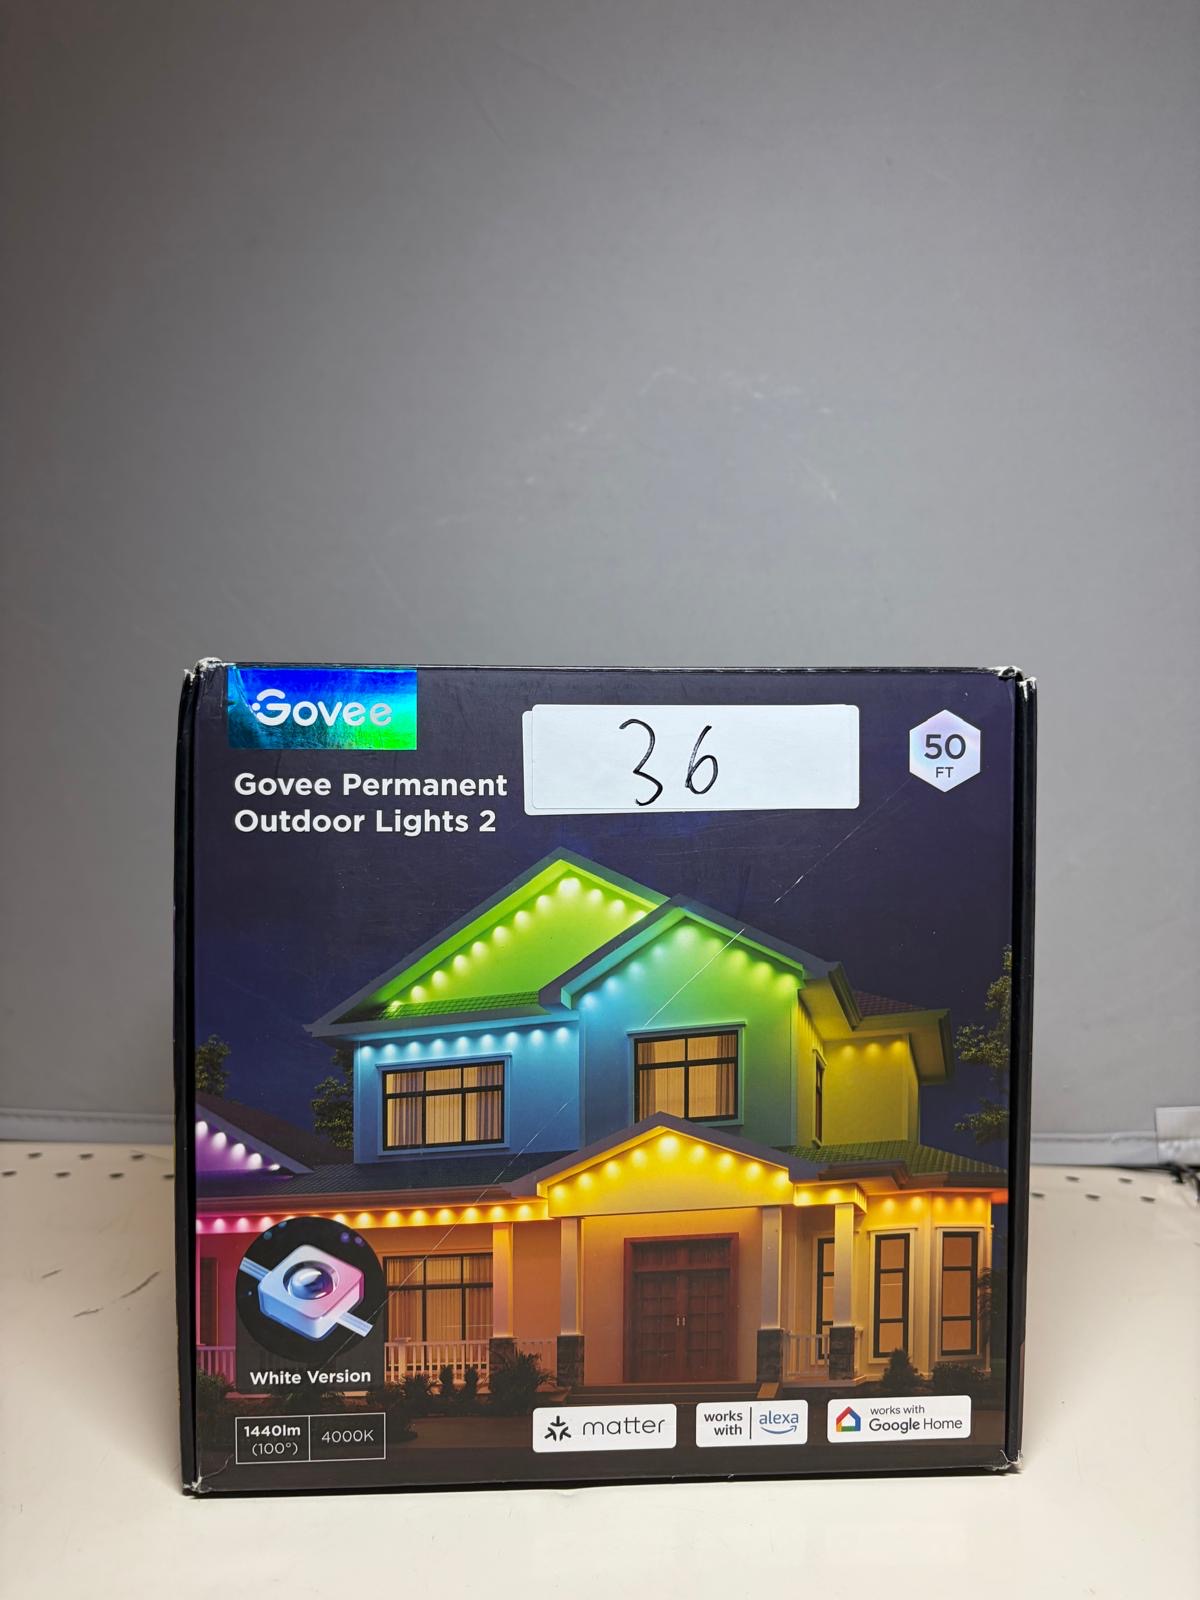 Govee
36
50
FT
Govee Permanent
Outdoor Lights 2
White Version
1440lm
(100°)
4000K
matter
works
with
alexa
works with
Google Home